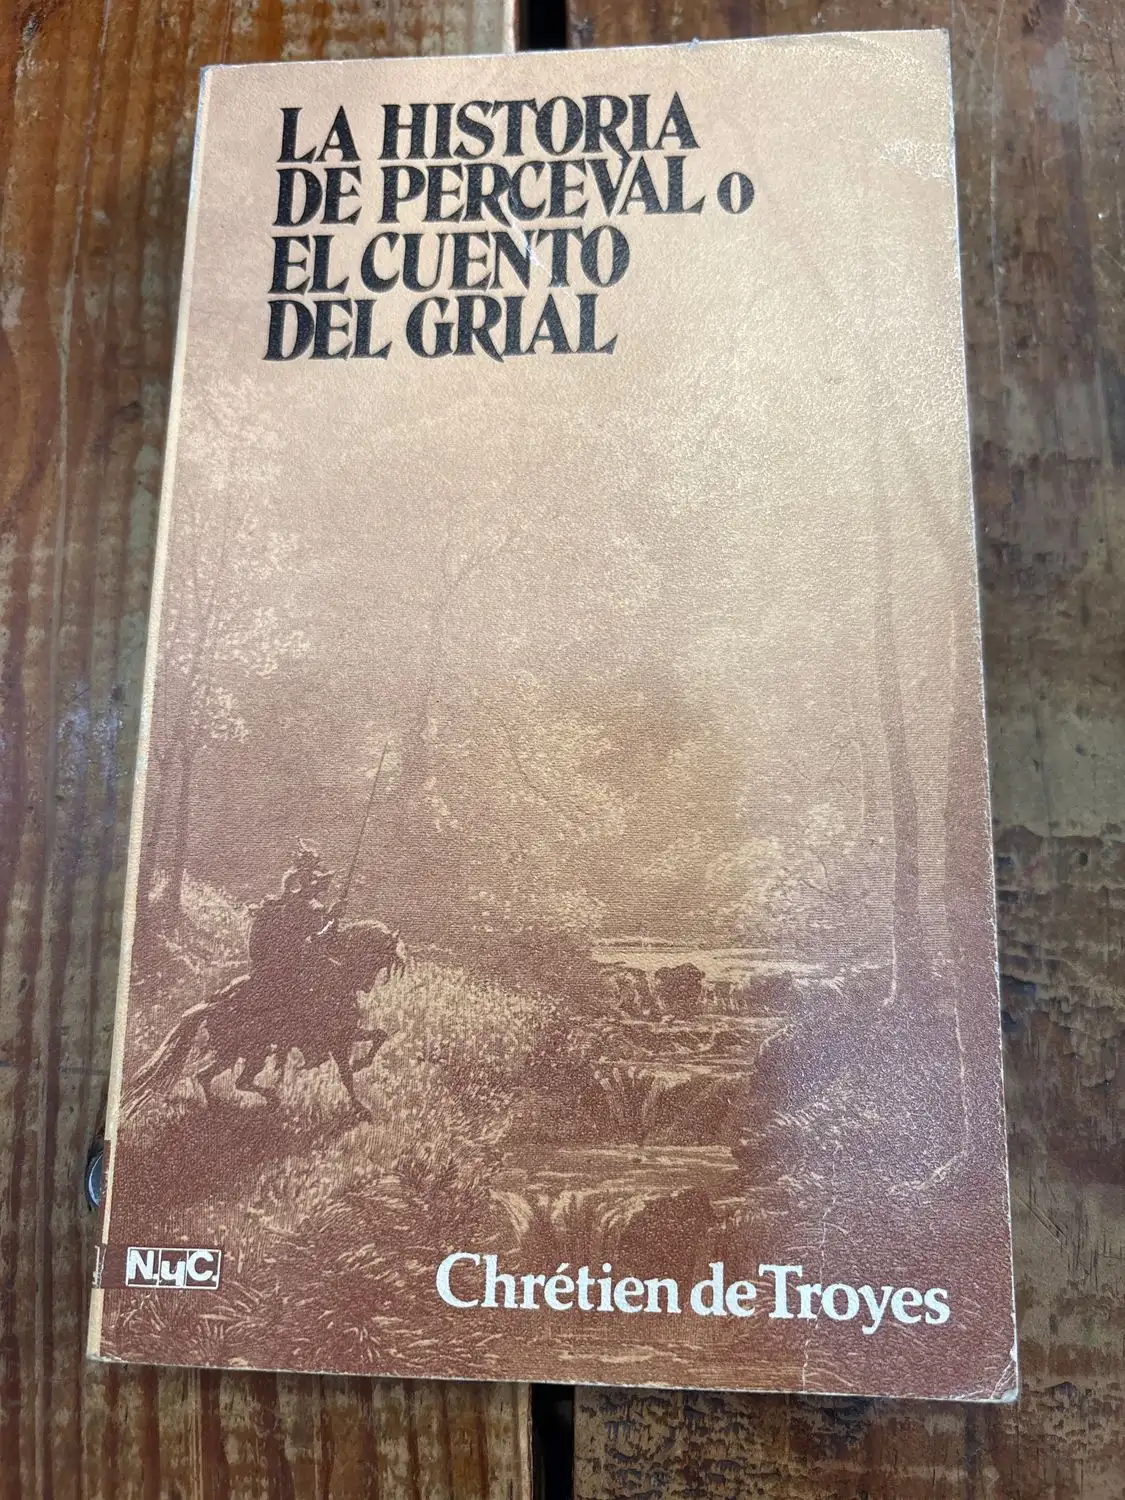 LA HISTORIA
DE PERCEVAL O
EL CUENTO
DEL GRIAL
N.yC.
Chrétien de Troyes